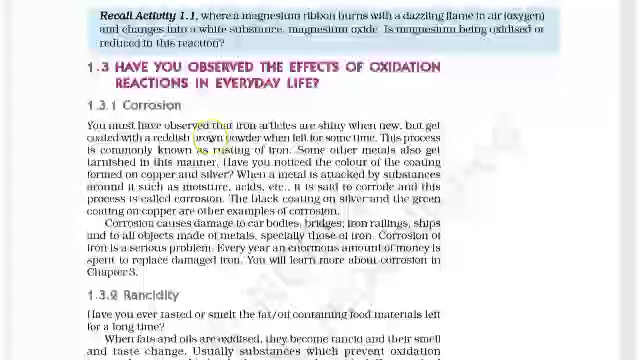 Recall Activity 1.1, where a magnesium ribbon burns with a dazzling flame in air (oxygen)
and changes into a white substance, magnesium oxide. Is magnesium being oxidised or
reduced in this reaction?
1.3 HAVE YOU OBSERVED THE EFFECTS OF OXIDATION
REACTIONS IN EVERYDAY LIFE?
1.3.1 Corrosion
You must have observed that iron articles are shiny when new, but get
coated with a reddish brown powder when left for some time. This process
is commonly known as rusting of iron. Some other metals also get
tarnished in this manner. Have you noticed the colour of the coating
formed on copper and silver? When a metal is attacked by substances
around it such as moisture, acids, etc., it is said to corrode and this
process is called corrosion. The black coating on silver and the green
coating on copper are other examples of corrosion.
Corrosion causes damage to car bodies, bridges, iron railings, ships
and to all objects made of metals, specially those of iron. Corrosion of
iron is a serious problem. Every year an enormous amount of money is
spent to replace damaged iron. You will learn more about corrosion in
Chapter 3.
1.3.2 Rancidity
Have you ever tasted or smelt the fat/oil containing food materials left
for a long time?
When fats and oils are oxidised, they become rancid and their smell
and taste change. Usually substances which prevent oxidation